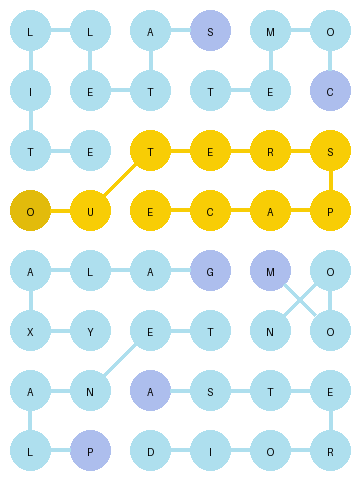 L L A S M O
I E T T E C
T E T E R S
O U E C A P
A L A G M O
X Y E T N O
A N A S T E
L P D I O R